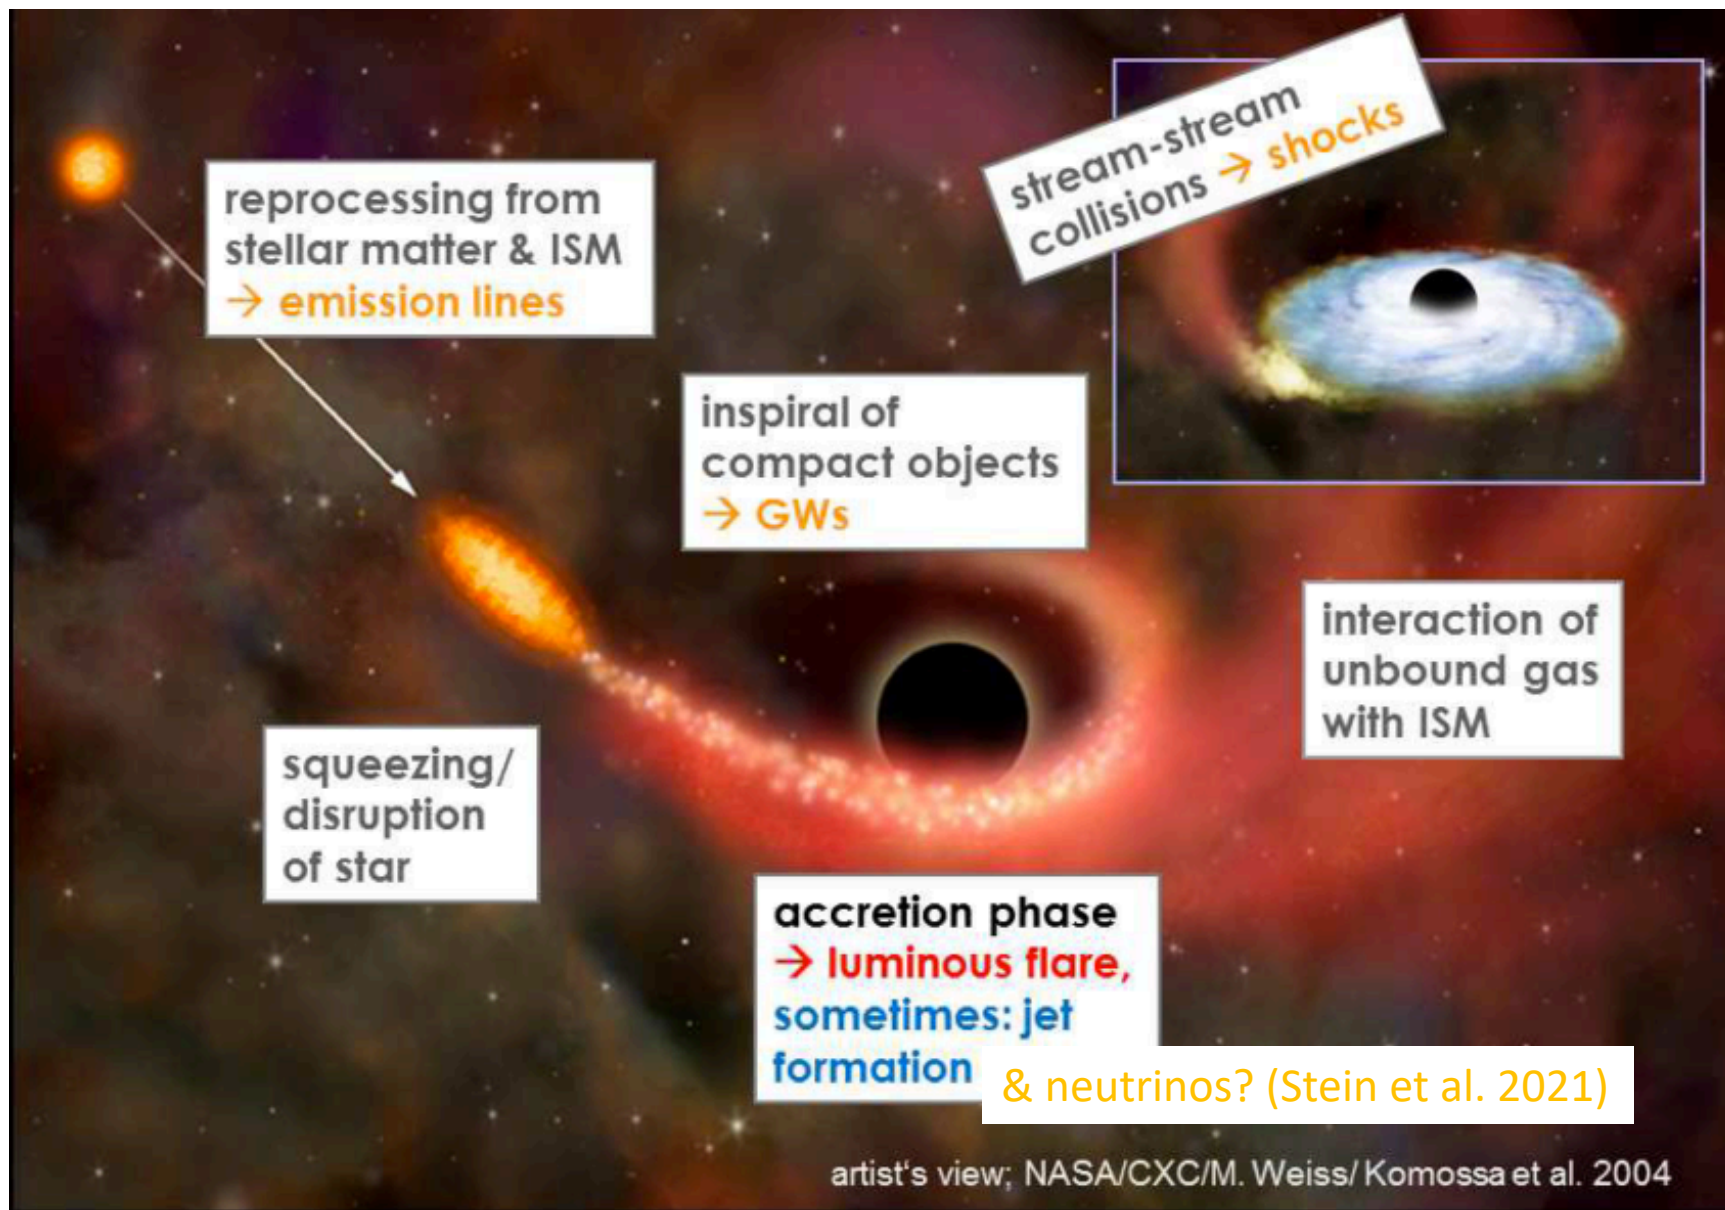 reprocessing from
stellar matter & ISM
→ emission lines
stream-stream
collisions → shocks
inspiral of
compact objects
→ GWs
interaction of
unbound gas
with ISM
squeezing/
disruption
of star
accretion phase
→ luminous flare,
sometimes: jet
formation
& neutrinos? (Stein et al. 2021)
artist‘s view; NASA/CXC/M. Weiss/ Komossa et al. 2004